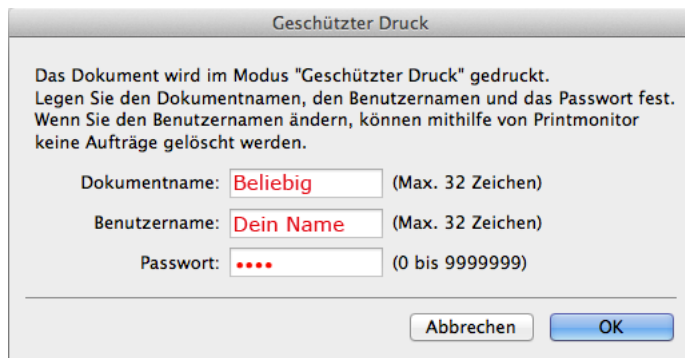 Geschützter Druck
Das Dokument wird im Modus "Geschützter Druck" gedruckt.
Legen Sie den Dokumentnamen, den Benutzernamen und das Passwort fest.
Wenn Sie den Benutzernamen ändern, können mithilfe von Printmonitor
keine Aufträge gelöscht werden.
Dokumentname: Beliebig (Max. 32 Zeichen)
Benutzername: Dein Name (Max. 32 Zeichen)
Passwort: •••• (0 bis 9999999)
Abbrechen OK